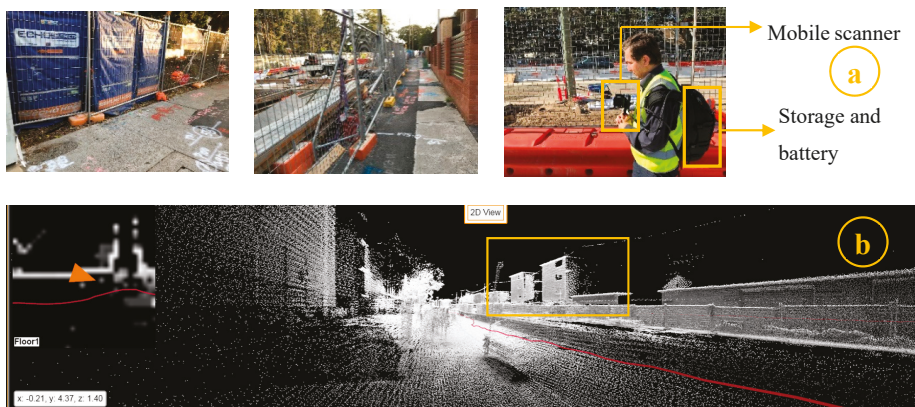 Mobile scanner
a
Storage and
battery
2D View
b
Floor1
x: -0.21, y: 4.37, z: 1.40